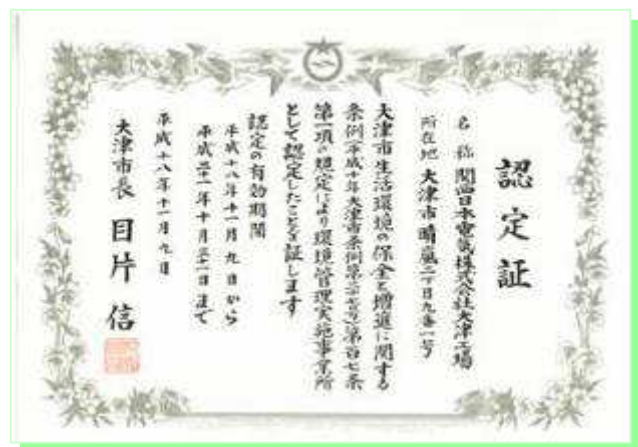 認定証
名称 関西日本電気株式会社大津工場
所在地 大津市晴嵐二丁目九番一号
大津市生活環境の保全と増進に関する
条例(平成十年大津市条例第三十七号)第百七条
第一項の規定により環境管理実施事業所
として認定したことを証します
認定の有効期間
平成十八年十一月九日から
平成二十一年十月三十一日まで
平成十八年十一月九日
大津市長 目片信